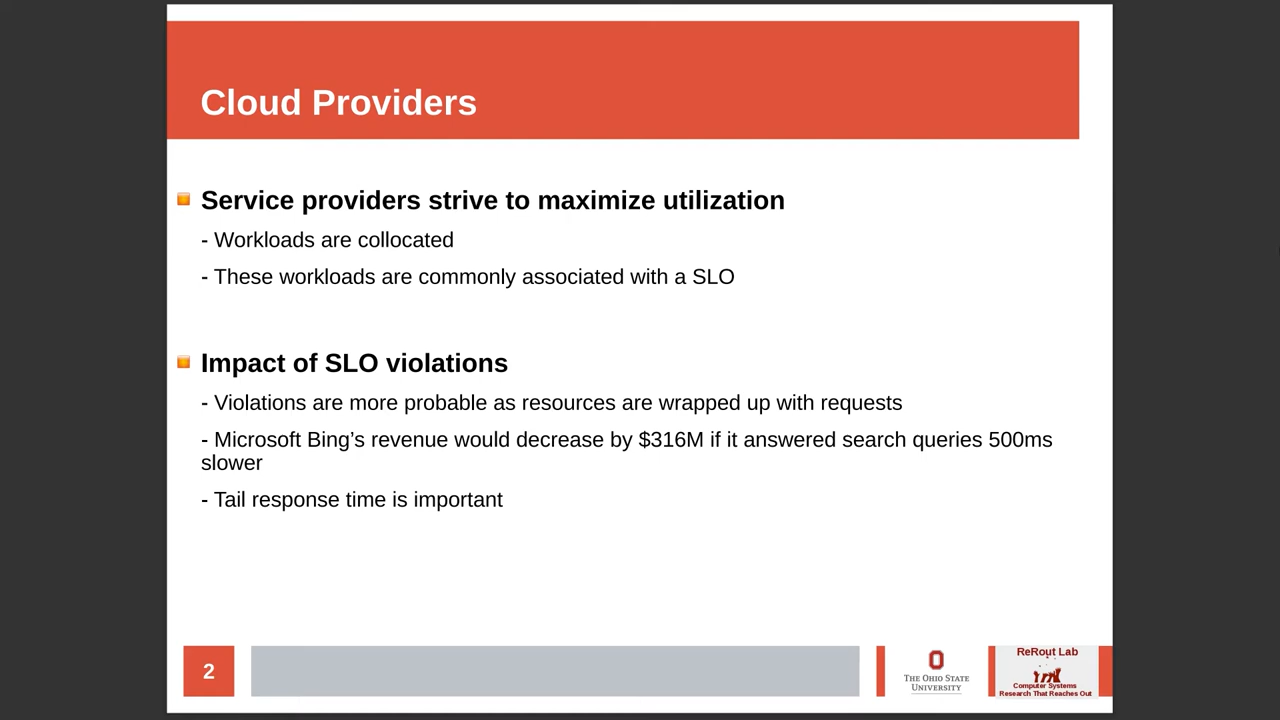 Cloud Providers
Service providers strive to maximize utilization
- Workloads are collocated
- These workloads are commonly associated with a SLO
Impact of SLO violations
- Violations are more probable as resources are wrapped up with requests
- Microsoft Bing’s revenue would decrease by $316M if it answered search queries 500ms
slower
- Tail response time is important
2
THE OHIO STATE
UNIVERSITY
ReRout Lab
Computer Systems
Research That Reaches Out